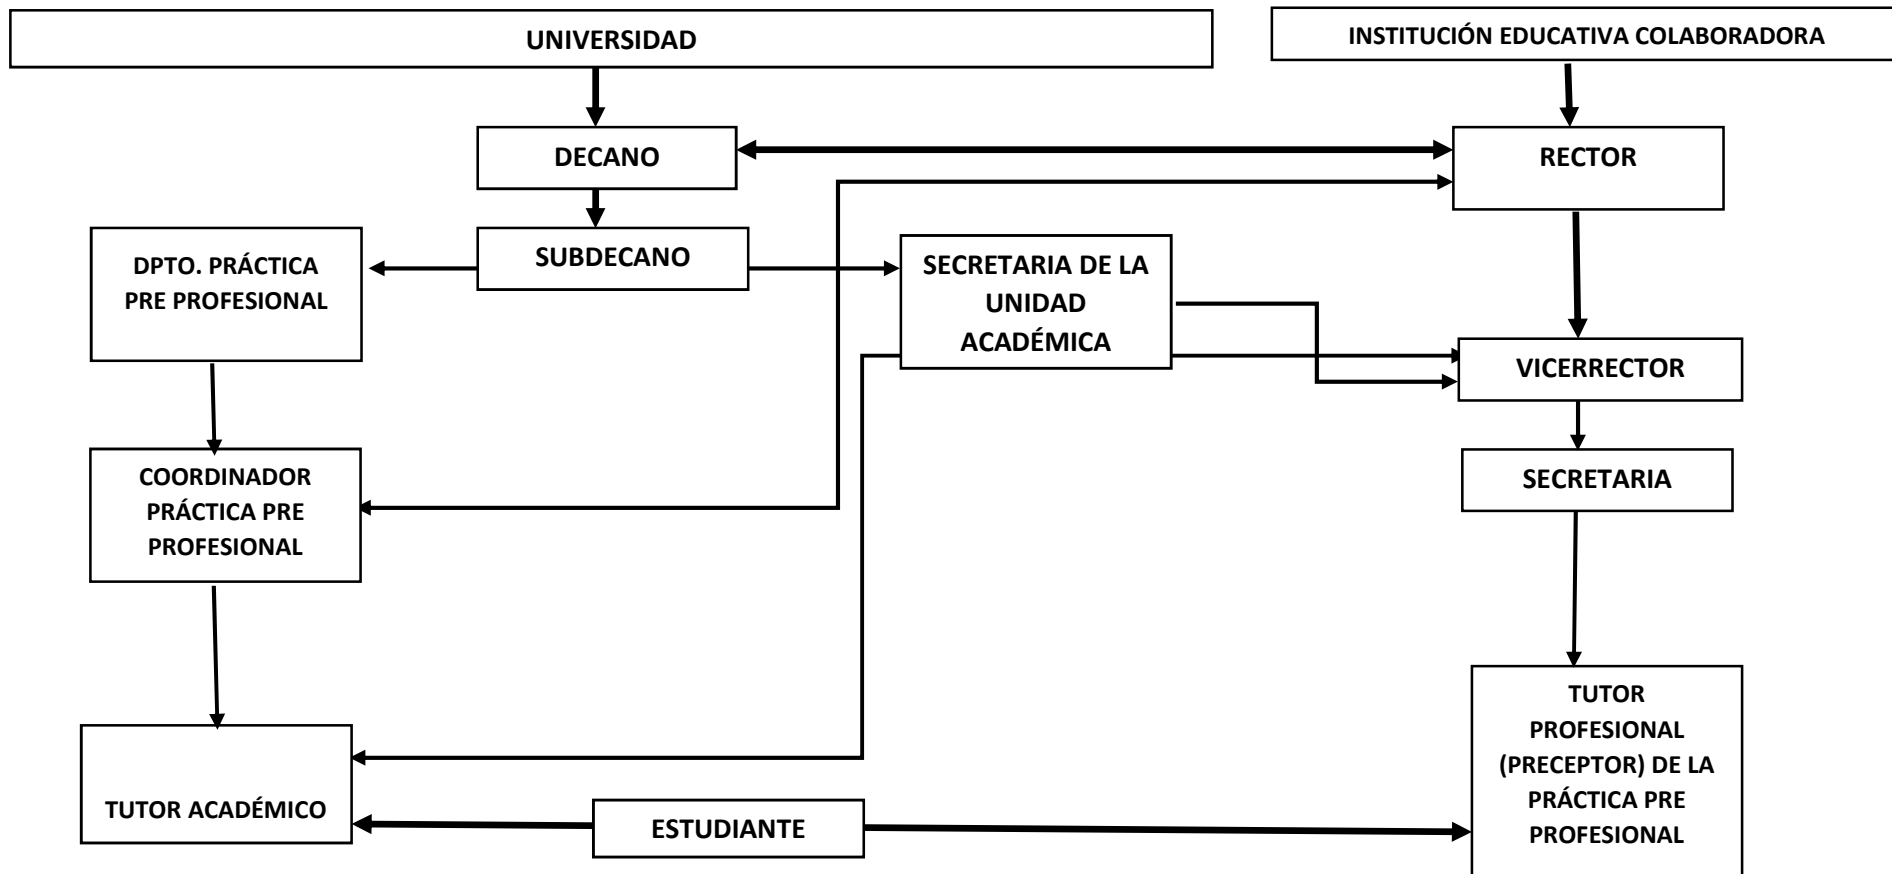 UNIVERSIDAD
INSTITUCIÓN EDUCATIVA COLABORADORA
DECANO
RECTOR
DPTO. PRÁCTICA
PRE PROFESIONAL
SUBDECANO
SECRETARIA DE LA
UNIDAD
ACADÉMICA
VICERRECTOR
COORDINADOR
PRÁCTICA PRE
PROFESIONAL
SECRETARIA
TUTOR ACADÉMICO
ESTUDIANTE
TUTOR
PROFESIONAL
(PRECEPTOR) DE LA
PRÁCTICA PRE
PROFESIONAL